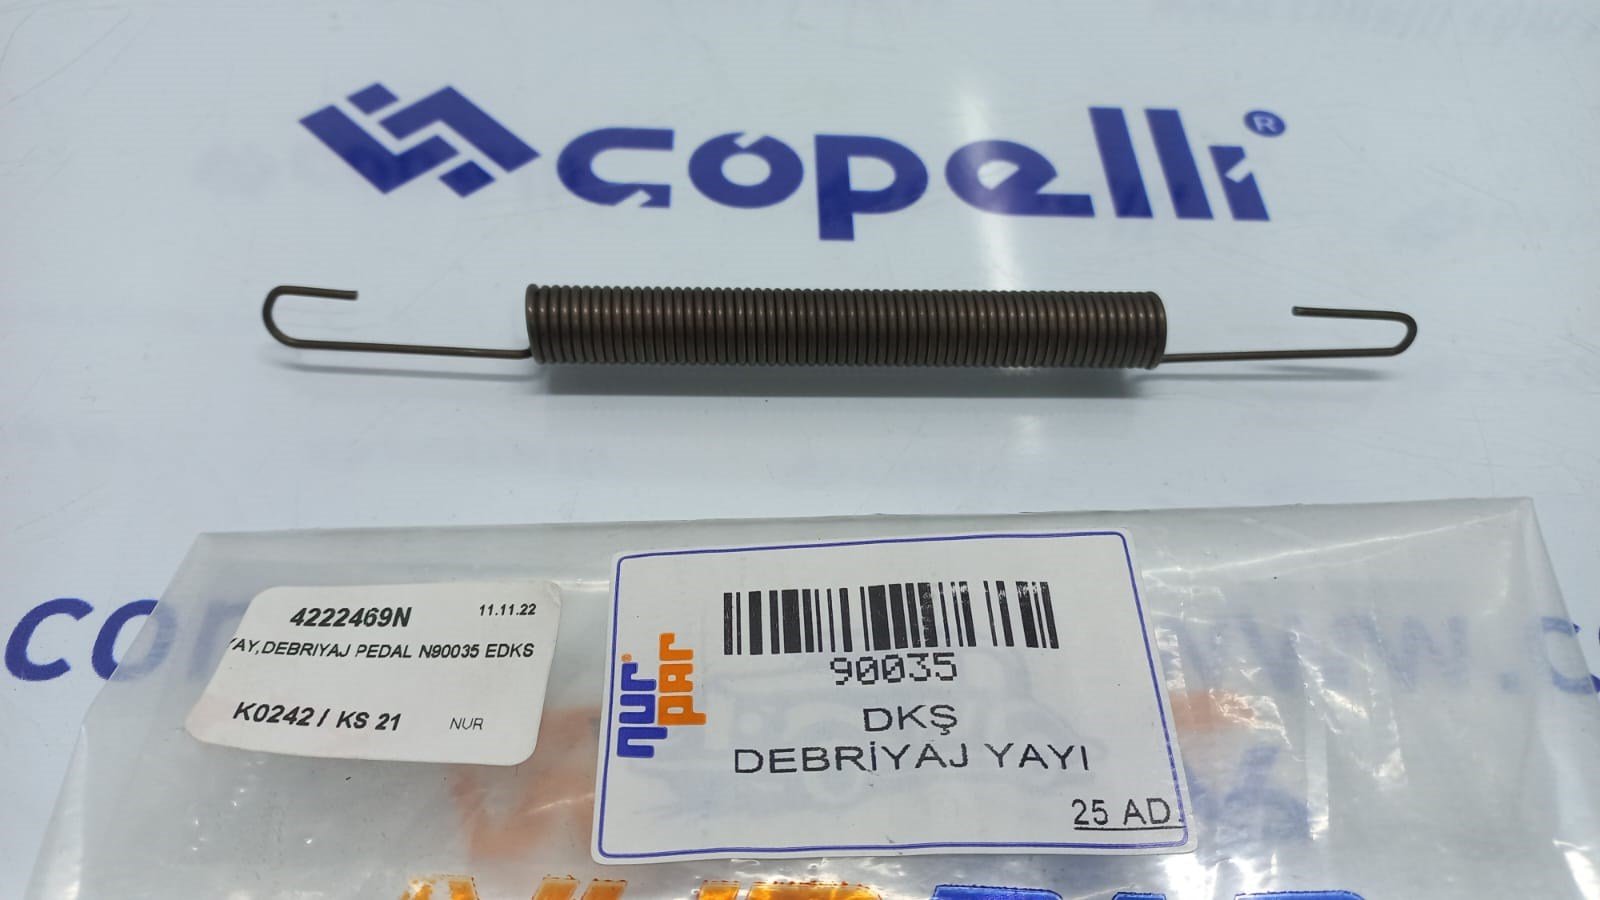 copelli®
4222469N 11.11.22
YAY,DEBRIYAJ PEDAL N90035 EDKS
K0242 / KS 21 NUR
nur® par
90035
DKŞ
DEBRİYAJ YAYI
25 AD.